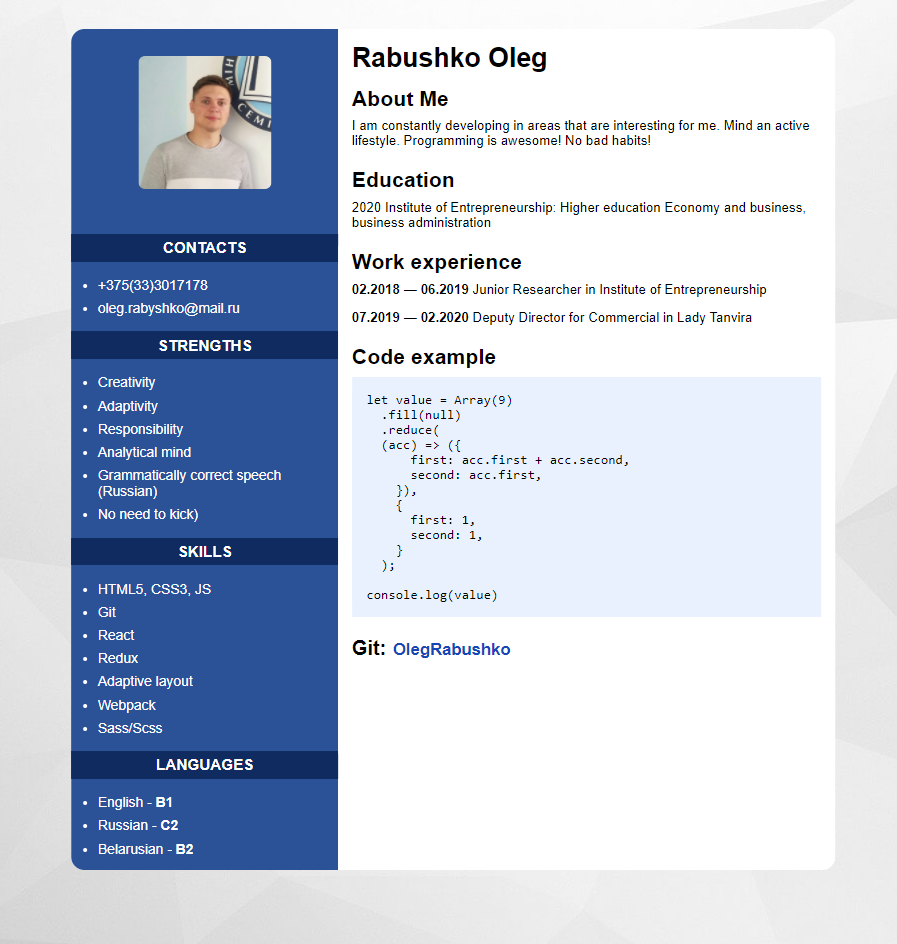 CONTACTS
+375(33)3017178
oleg.rabyshko@mail.ru
STRENGTHS
Creativity
Adaptivity
Responsibility
Analytical mind
Grammatically correct speech
(Russian)
No need to kick)
SKILLS
HTML5, CSS3, JS
Git
React
Redux
Adaptive layout
Webpack
Sass/Scss
LANGUAGES
English - B1
Russian - C2
Belarusian - B2
Rabushko Oleg
About Me
I am constantly developing in areas that are interesting for me. Mind an active
lifestyle. Programming is awesome! No bad habits!
Education
2020 Institute of Entrepreneurship: Higher education Economy and business,
business administration
Work experience
02.2018 — 06.2019 Junior Researcher in Institute of Entrepreneurship
07.2019 — 02.2020 Deputy Director for Commercial in Lady Tanvira
Code example
let value = Array(9)
  .fill(null)
  .reduce(
  (acc) => ({
      first: acc.first + acc.second,
      second: acc.first,
    }),
    {
      first: 1,
      second: 1,
    }
  );
console.log(value)
Git: OlegRabushko